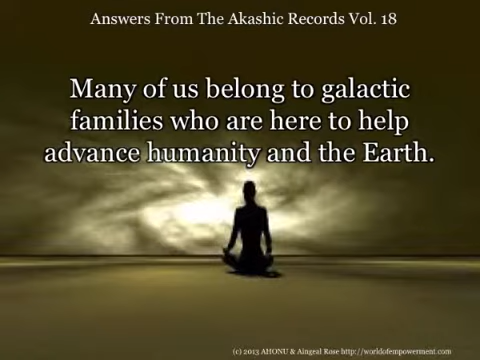 Answers From The Akashic Records Vol. 18
Many of us belong to galactic
families who are here to help
advance humanity and the Earth.
(c) 2013 AHONU & Aingeal Rose http://worldofempowerment.com